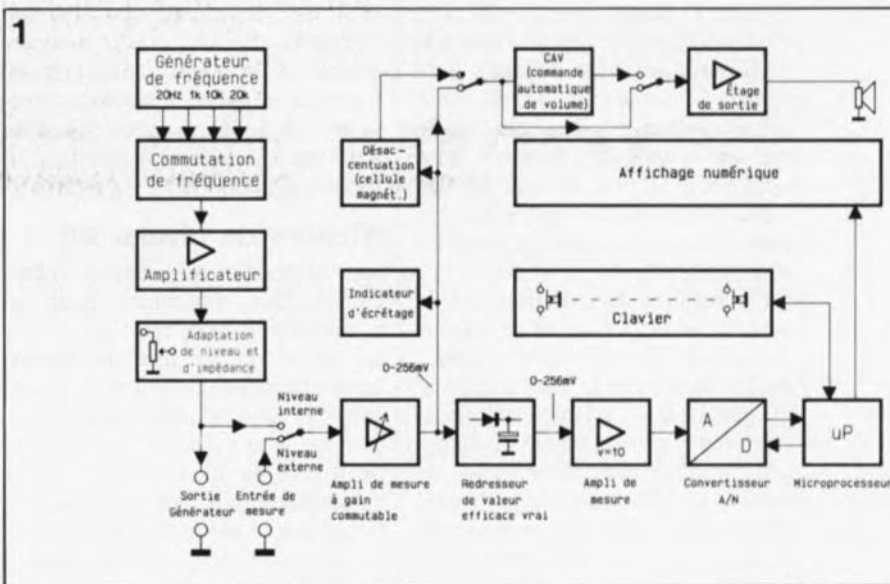 1
Générateur
de fréquence
20Hz 1k 10k 20k
Commutation
de fréquence
Amplificateur
Adaptation
de niveau et
d'impédance
Niveau
interne
Niveau
externe
Sortie
Générateur
Entrée de
mesure
Désac-
centuation
(cellule
magnét.)
Indicateur
d'écrêtage
0-256mV
Ampli de mesure
à gain
commutable
CAV
(commande
automatique
de volume)
Étage
de sortie
Affichage numérique
Clavier
0-256mV
Redresseur
de valeur
efficace vrai
v=10
Ampli de
mesure
A
D
Convertisseur
A/N
uP
Microprocesseur